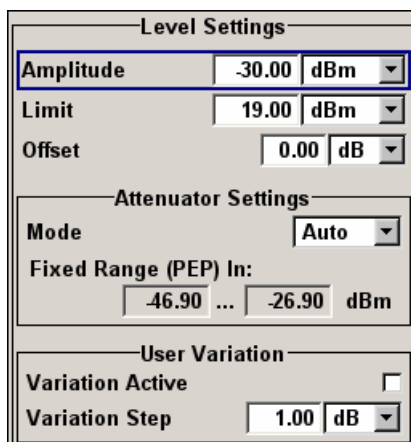 Level Settings
Amplitude -30.00 dBm
Limit 19.00 dBm
Offset 0.00 dB
Attenuator Settings
Mode Auto
Fixed Range (PEP) In:
-46.90 ... -26.90 dBm
User Variation
Variation Active
Variation Step 1.00 dB